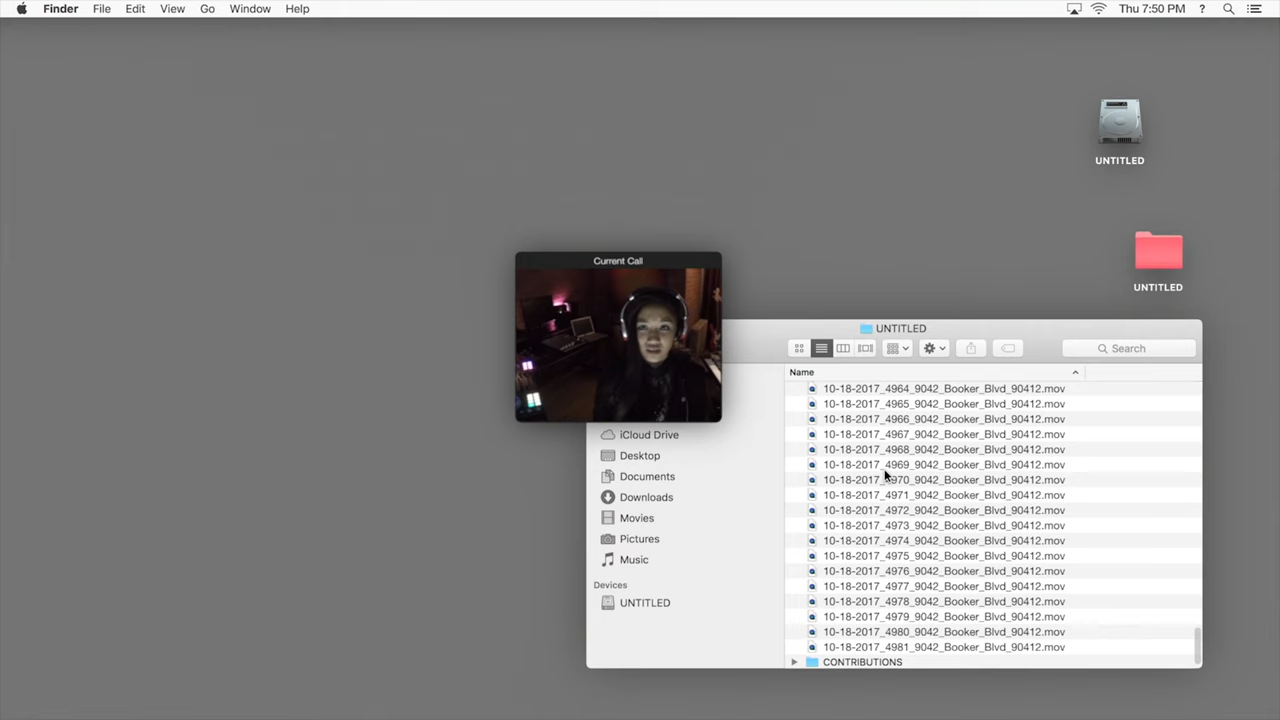 Finder File Edit View Go Window Help Thu 7:50 PM ?
UNTITLED
UNTITLED
Current Call
UNTITLED
Search
Name
10-18-2017_4964_9042_Booker_Blvd_90412.mov
10-18-2017_4965_9042_Booker_Blvd_90412.mov
10-18-2017_4966_9042_Booker_Blvd_90412.mov
10-18-2017_4967_9042_Booker_Blvd_90412.mov
10-18-2017_4968_9042_Booker_Blvd_90412.mov
10-18-2017_4969_9042_Booker_Blvd_90412.mov
10-18-2017_4970_9042_Booker_Blvd_90412.mov
10-18-2017_4971_9042_Booker_Blvd_90412.mov
10-18-2017_4972_9042_Booker_Blvd_90412.mov
10-18-2017_4973_9042_Booker_Blvd_90412.mov
10-18-2017_4974_9042_Booker_Blvd_90412.mov
10-18-2017_4975_9042_Booker_Blvd_90412.mov
10-18-2017_4976_9042_Booker_Blvd_90412.mov
10-18-2017_4977_9042_Booker_Blvd_90412.mov
10-18-2017_4978_9042_Booker_Blvd_90412.mov
10-18-2017_4979_9042_Booker_Blvd_90412.mov
10-18-2017_4980_9042_Booker_Blvd_90412.mov
10-18-2017_4981_9042_Booker_Blvd_90412.mov
CONTRIBUTIONS
iCloud Drive
Desktop
Documents
Downloads
Movies
Pictures
Music
Devices
UNTITLED